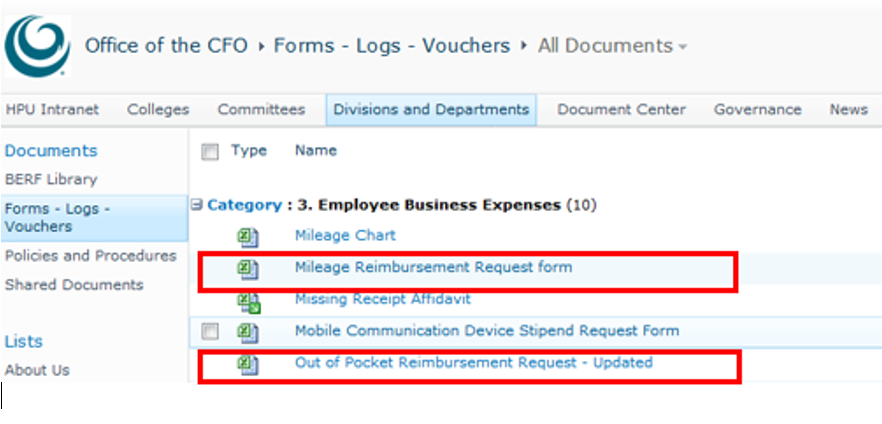 Office of the CFO ▸ Forms - Logs - Vouchers ▸ All Documents
HPU Intranet Colleges Committees Divisions and Departments Document Center Governance News
Documents
BERF Library
Forms - Logs -
Vouchers
Policies and Procedures
Shared Documents
Lists
About Us
Type Name
Category : 3. Employee Business Expenses (10)
Mileage Chart
Mileage Reimbursement Request form
Missing Receipt Affidavit
Mobile Communication Device Stipend Request Form
Out of Pocket Reimbursement Request - Updated